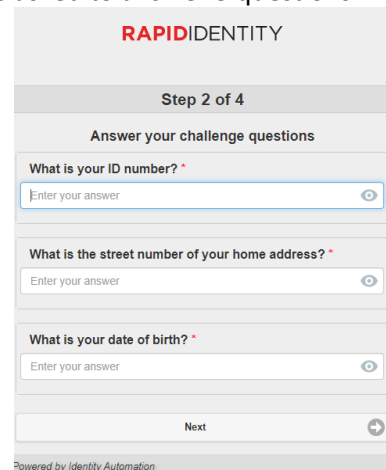 RAPIDIDENTITY
Step 2 of 4
Answer your challenge questions
What is your ID number? *
Enter your answer
What is the street number of your home address? *
Enter your answer
What is your date of birth? *
Enter your answer
Next
Powered by Identity Automation